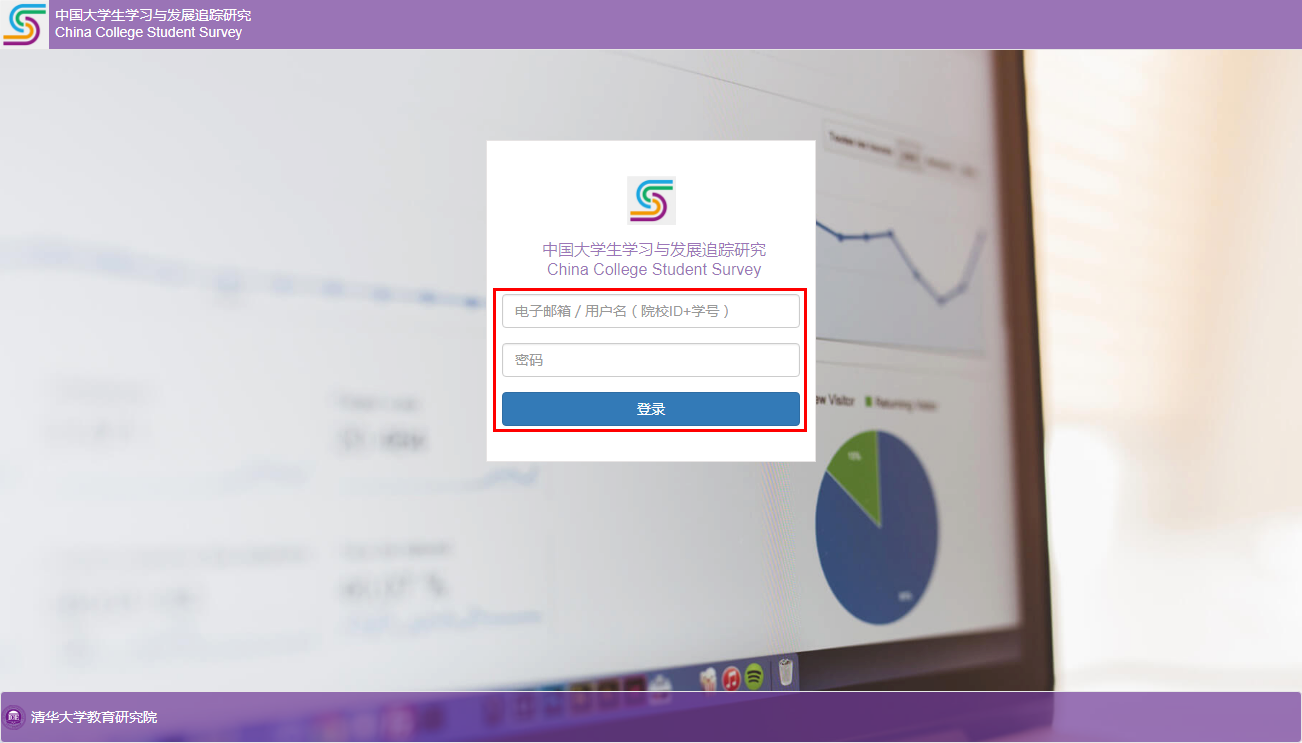 中国大学生学习与发展追踪研究
China College Student Survey
中国大学生学习与发展追踪研究
China College Student Survey
电子邮箱 / 用户名（院校ID+学号）
密码
登录
Visitor
Returning Visitor
清华大学教育研究院